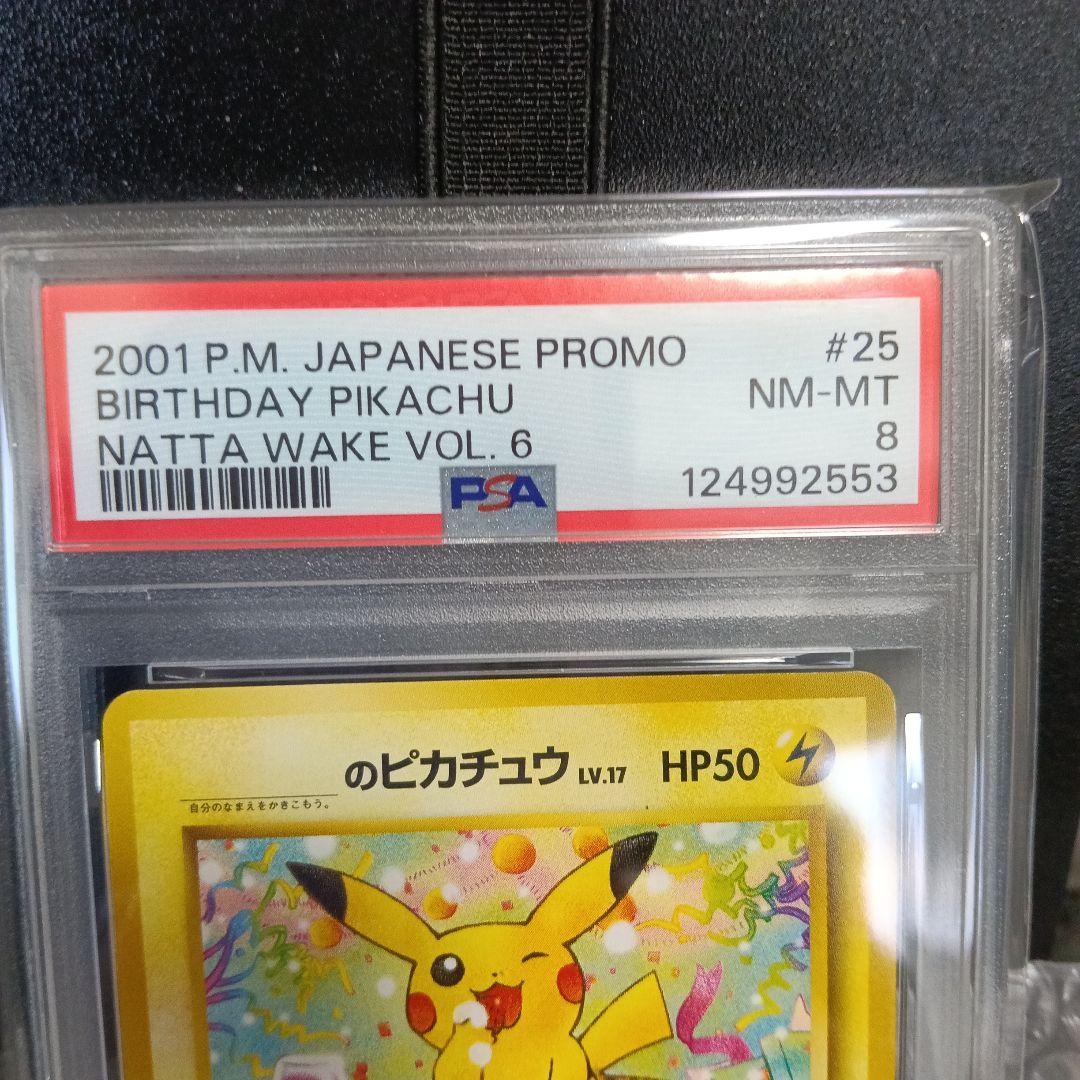 2001 P.M. JAPANESE PROMO #25
BIRTHDAY PIKACHU NM-MT
NATTA WAKE VOL. 6 8
PSA 124992553
のピカチュウ LV.17 HP50
自分のなまえをかきこもう。